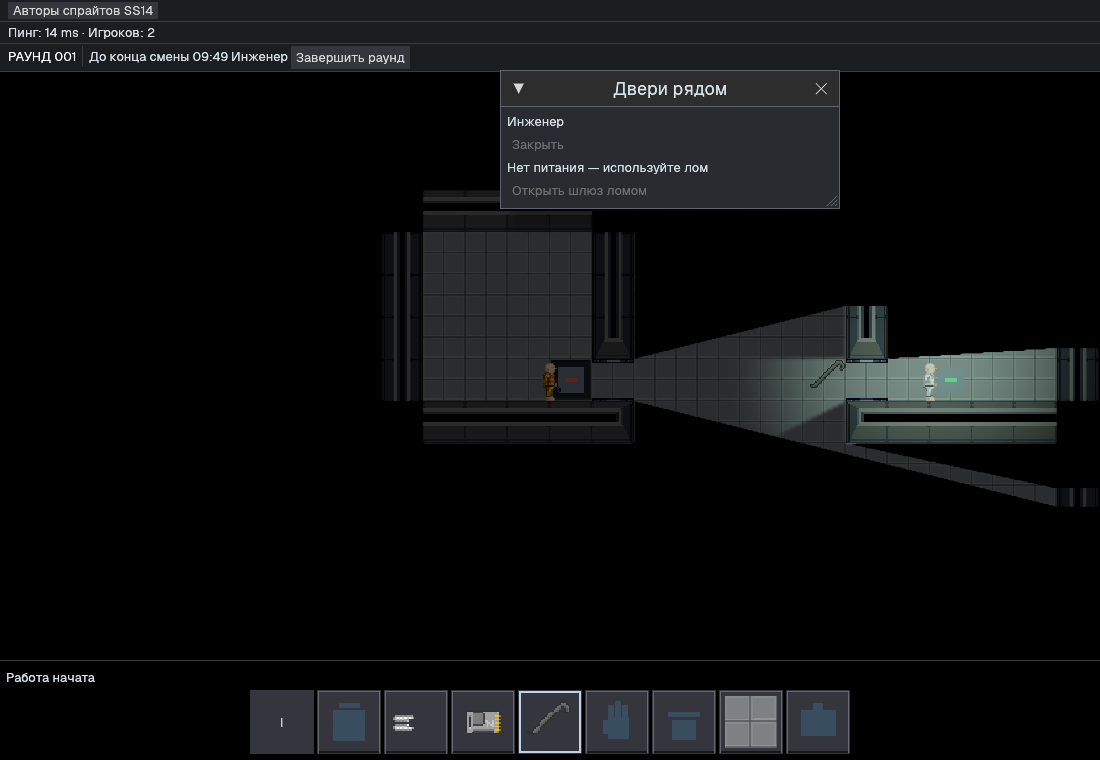 Авторы спрайтов SS14
Пинг: 14 ms · Игроков: 2
РАУНД 001 До конца смены 09:49 Инженер Завершить раунд
Двери рядом
Инженер
Закрыть
Нет питания — используйте лом
Открыть шлюз ломом
Работа начата
I